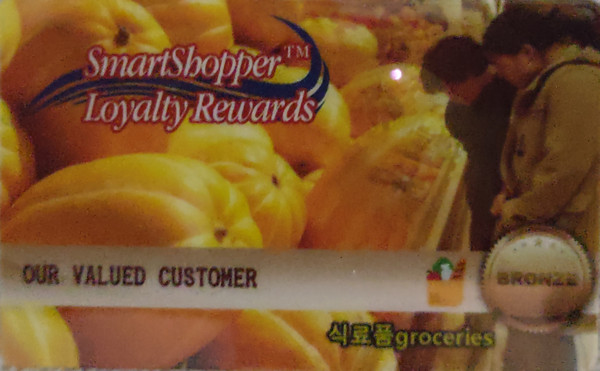 SmartShopper™
Loyalty Rewards
OUR VALUED CUSTOMER
BRONZE
식료품groceries